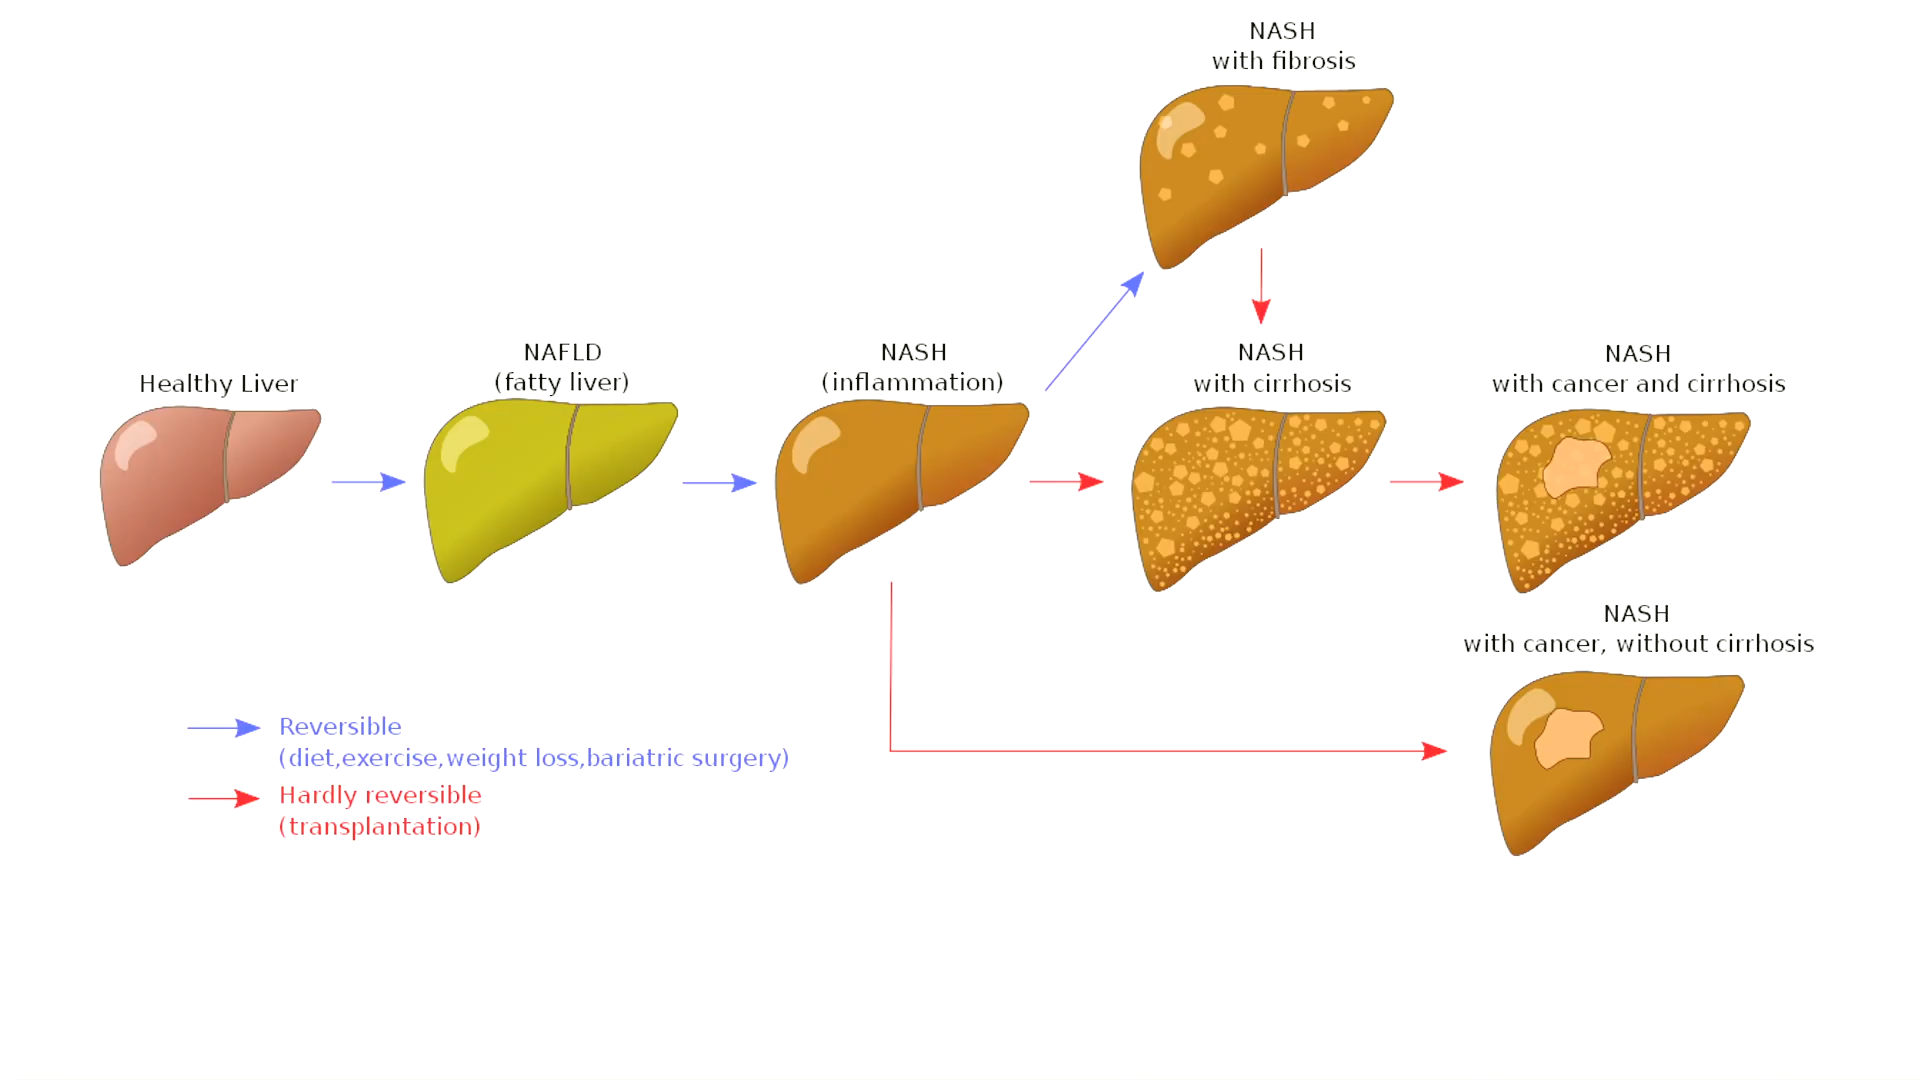 NASH
with fibrosis
Healthy Liver
NAFLD
(fatty liver)
NASH
(inflammation)
NASH
with cirrhosis
NASH
with cancer and cirrhosis
NASH
with cancer, without cirrhosis
Reversible
(diet,exercise,weight loss,bariatric surgery)
Hardly reversible
(transplantation)